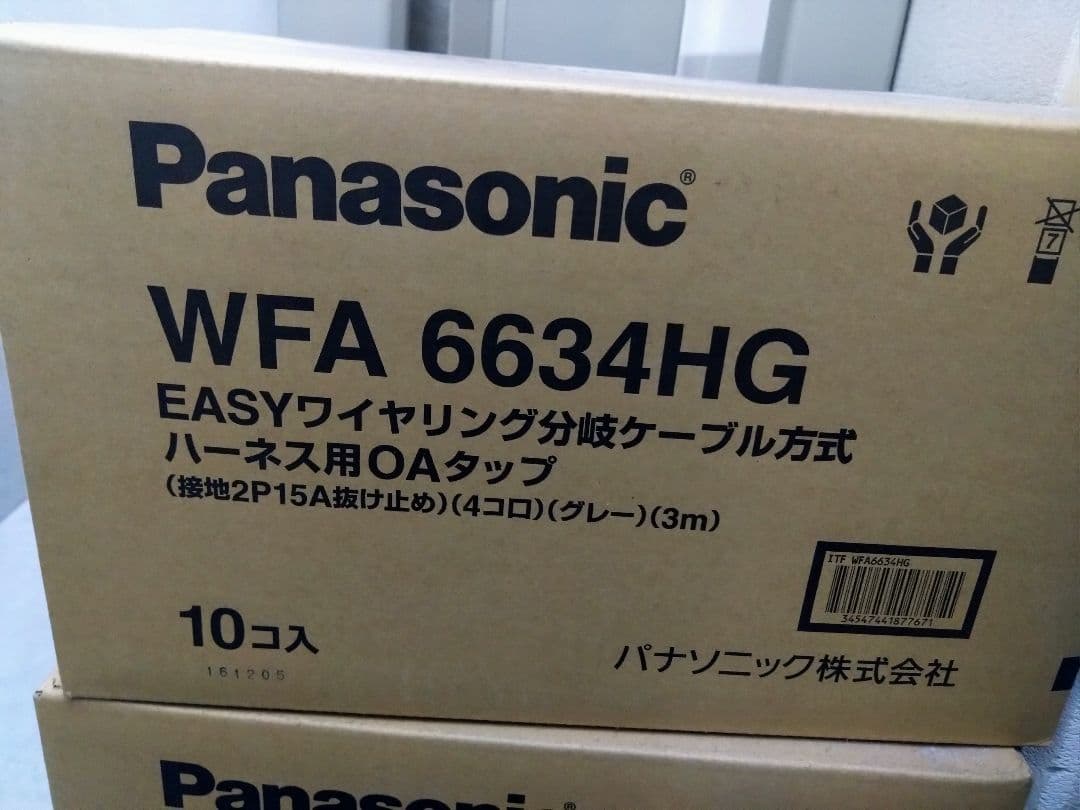 Panasonic®
7
WFA 6634HG
EASYワイヤリング分岐ケーブル方式
ハーネス用OAタップ
(接地2P15A抜け止め)(4コロ)(グレー)(3m)
ITF WFA6634HG
34547441877671
10コ入
161205
パナソニック株式会社
Panasonic®